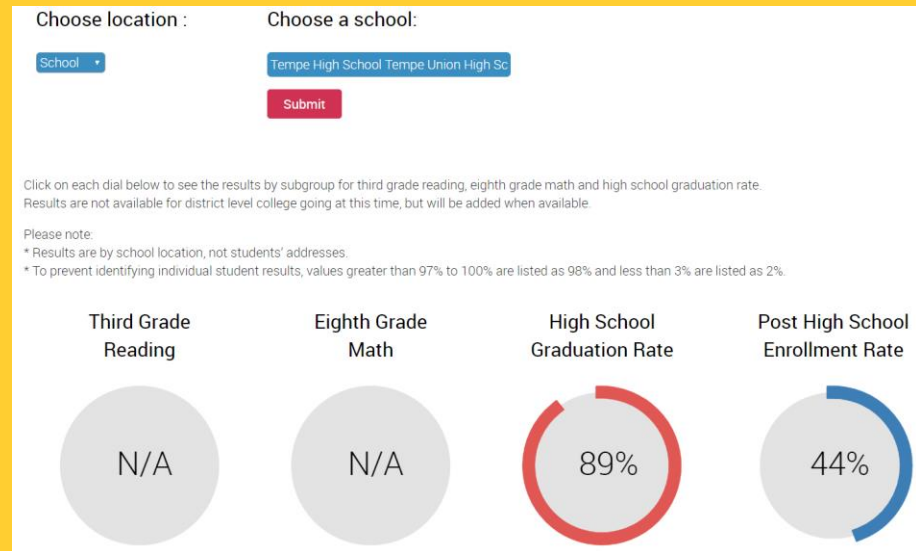 Choose location :
Choose a school:
School
Tempe High School Tempe Union High Sc
Submit
Click on each dial below to see the results by subgroup for third grade reading, eighth grade math and high school graduation rate.
Results are not available for district level college going at this time, but will be added when available.
Please note:
* Results are by school location, not students' addresses.
* To prevent identifying individual student results, values greater than 97% to 100% are listed as 98% and less than 3% are listed as 2%.
Third Grade
Reading
Eighth Grade
Math
High School
Graduation Rate
Post High School
Enrollment Rate
N/A
N/A
89%
44%